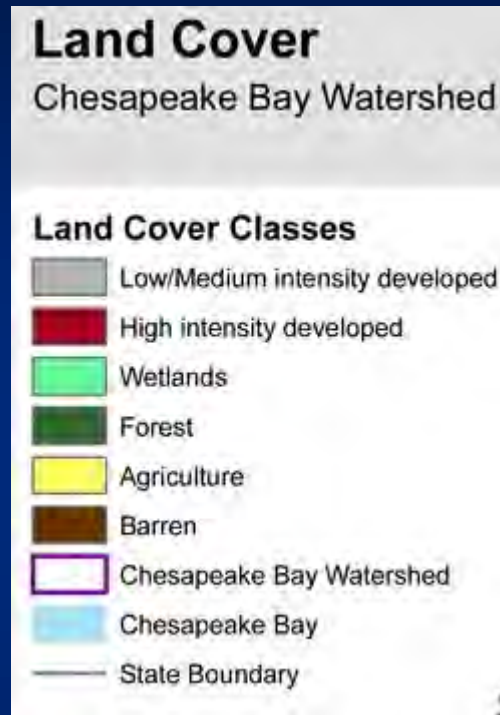 Land Cover
Chesapeake Bay Watershed
Land Cover Classes
Low/Medium intensity developed
High intensity developed
Wetlands
Forest
Agriculture
Barren
Chesapeake Bay Watershed
Chesapeake Bay
State Boundary